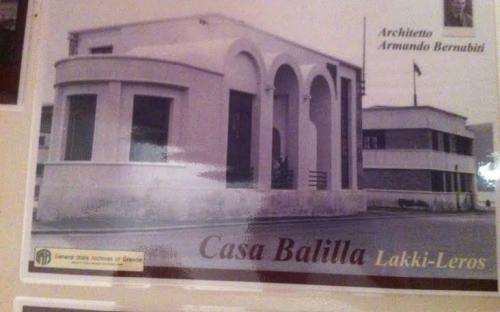 Architetto
Armando Bernabiti
Casa Balilla Lakki-Leros
General State Archives of Greece